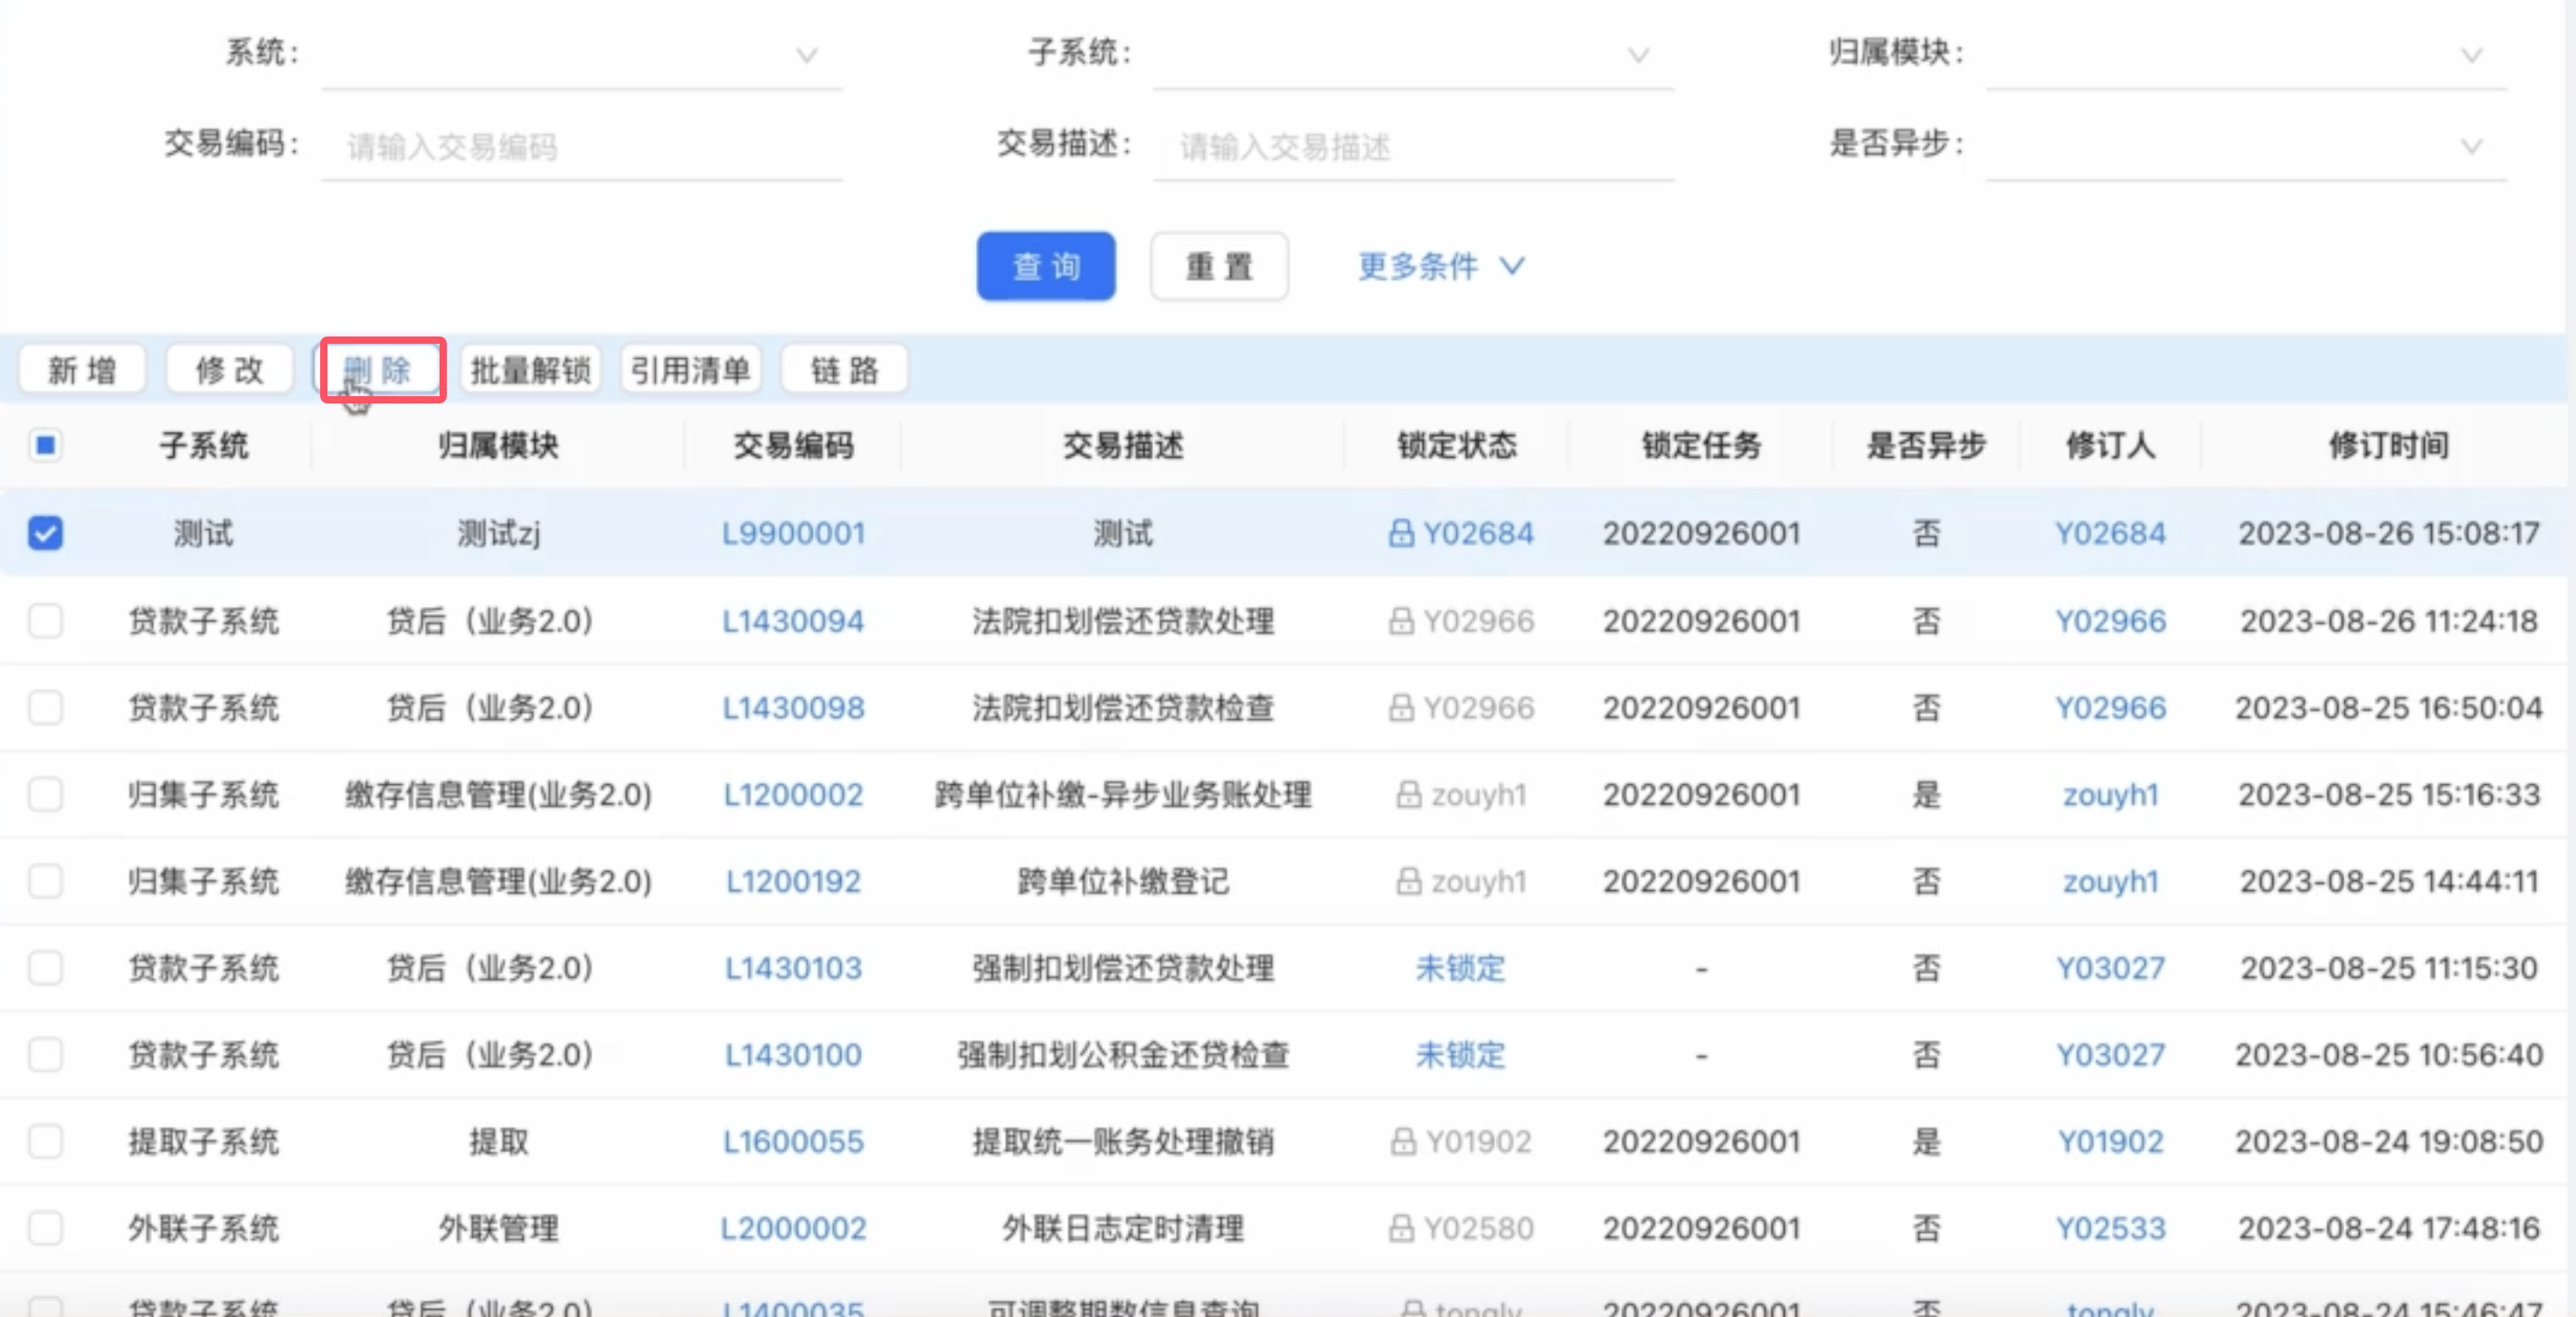 系统： 子系统： 归属模块：
交易编码： 请输入交易编码 交易描述： 请输入交易描述 是否异步：
查 询 重 置 更多条件
新 增 修 改 删 除 批量解锁 引用清单 链 路
子系统 归属模块 交易编码 交易描述 锁定状态 锁定任务 是否异步 修订人 修订时间
测试 测试zj L9900001 测试 Y02684 20220926001 否 Y02684 2023-08-26 15:08:17
贷款子系统 贷后（业务2.0） L1430094 法院扣划偿还贷款处理 Y02966 20220926001 否 Y02966 2023-08-26 11:24:18
贷款子系统 贷后（业务2.0） L1430098 法院扣划偿还贷款检查 Y02966 20220926001 否 Y02966 2023-08-25 16:50:04
归集子系统 缴存信息管理(业务2.0) L1200002 跨单位补缴-异步业务账处理 zouyh1 20220926001 是 zouyh1 2023-08-25 15:16:33
归集子系统 缴存信息管理(业务2.0) L1200192 跨单位补缴登记 zouyh1 20220926001 否 zouyh1 2023-08-25 14:44:11
贷款子系统 贷后（业务2.0） L1430103 强制扣划偿还贷款处理 未锁定 - 否 Y03027 2023-08-25 11:15:30
贷款子系统 贷后（业务2.0） L1430100 强制扣划公积金还贷检查 未锁定 - 否 Y03027 2023-08-25 10:56:40
提取子系统 提取 L1600055 提取统一账务处理撤销 Y01902 20220926001 是 Y01902 2023-08-24 19:08:50
外联子系统 外联管理 L2000002 外联日志定时清理 Y02580 20220926001 否 Y02533 2023-08-24 17:48:16
贷款子系统 贷后（业务2.0） L1400035 可调整期数信息查询 tongly 20220926001 否 tongly 2023-08-24 15:46:47